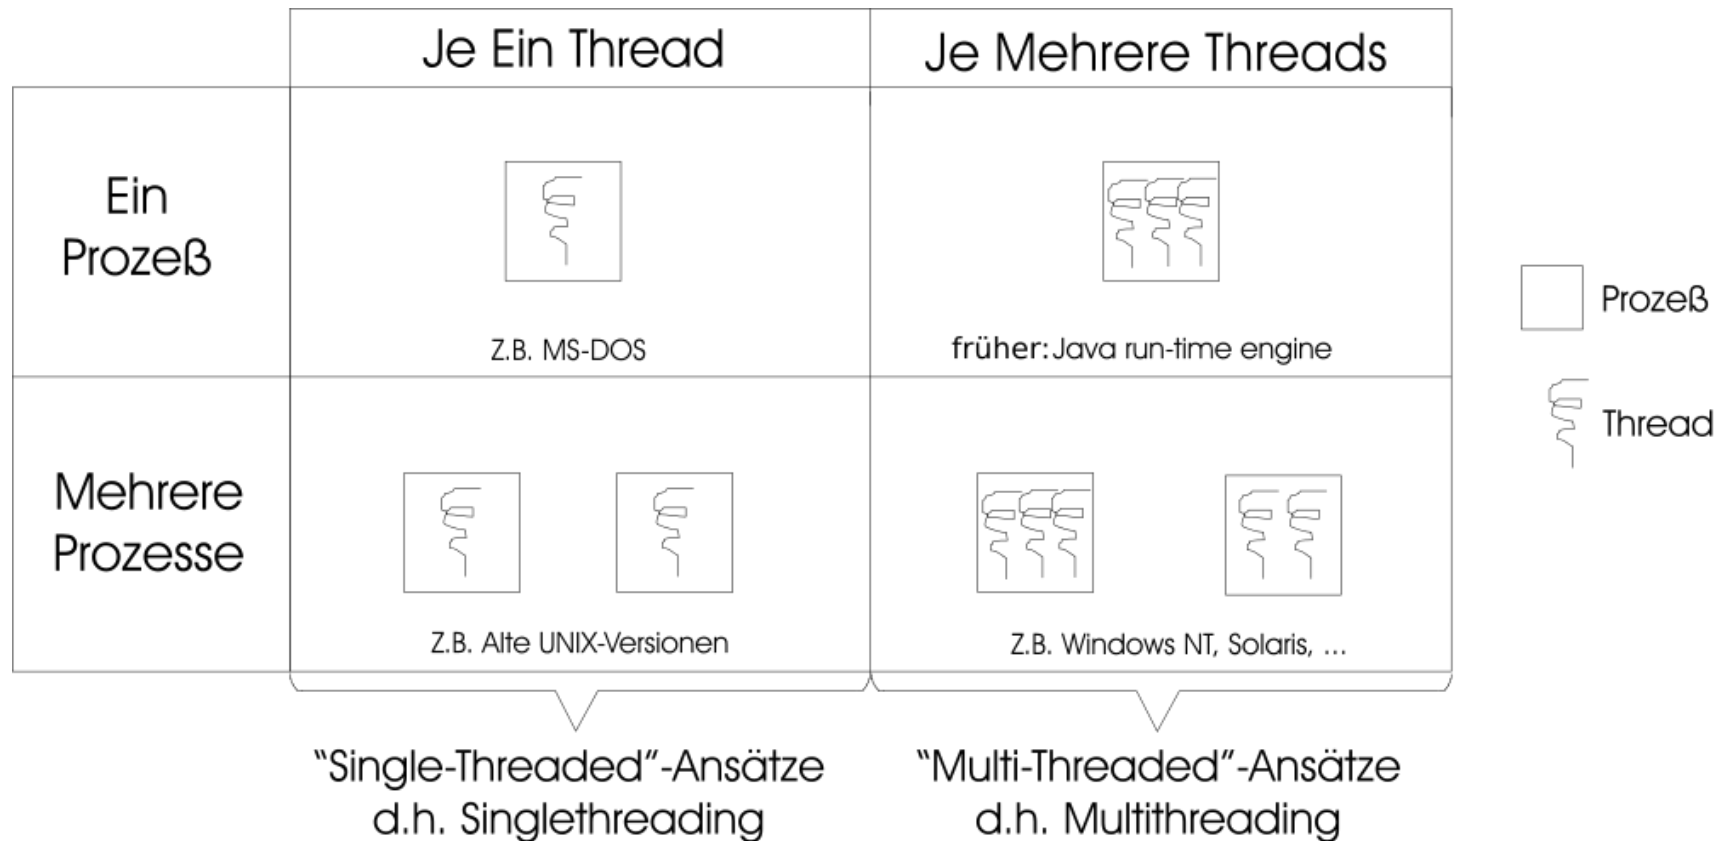 Je Ein Thread
Je Mehrere Threads
Ein
Prozeß
Z.B. MS-DOS
früher: Java run-time engine
Mehrere
Prozesse
Z.B. Alte UNIX-Versionen
Z.B. Windows NT, Solaris, ...
"Single-Threaded"-Ansätze
d.h. Singlethreading
"Multi-Threaded"-Ansätze
d.h. Multithreading
Prozeß
Thread